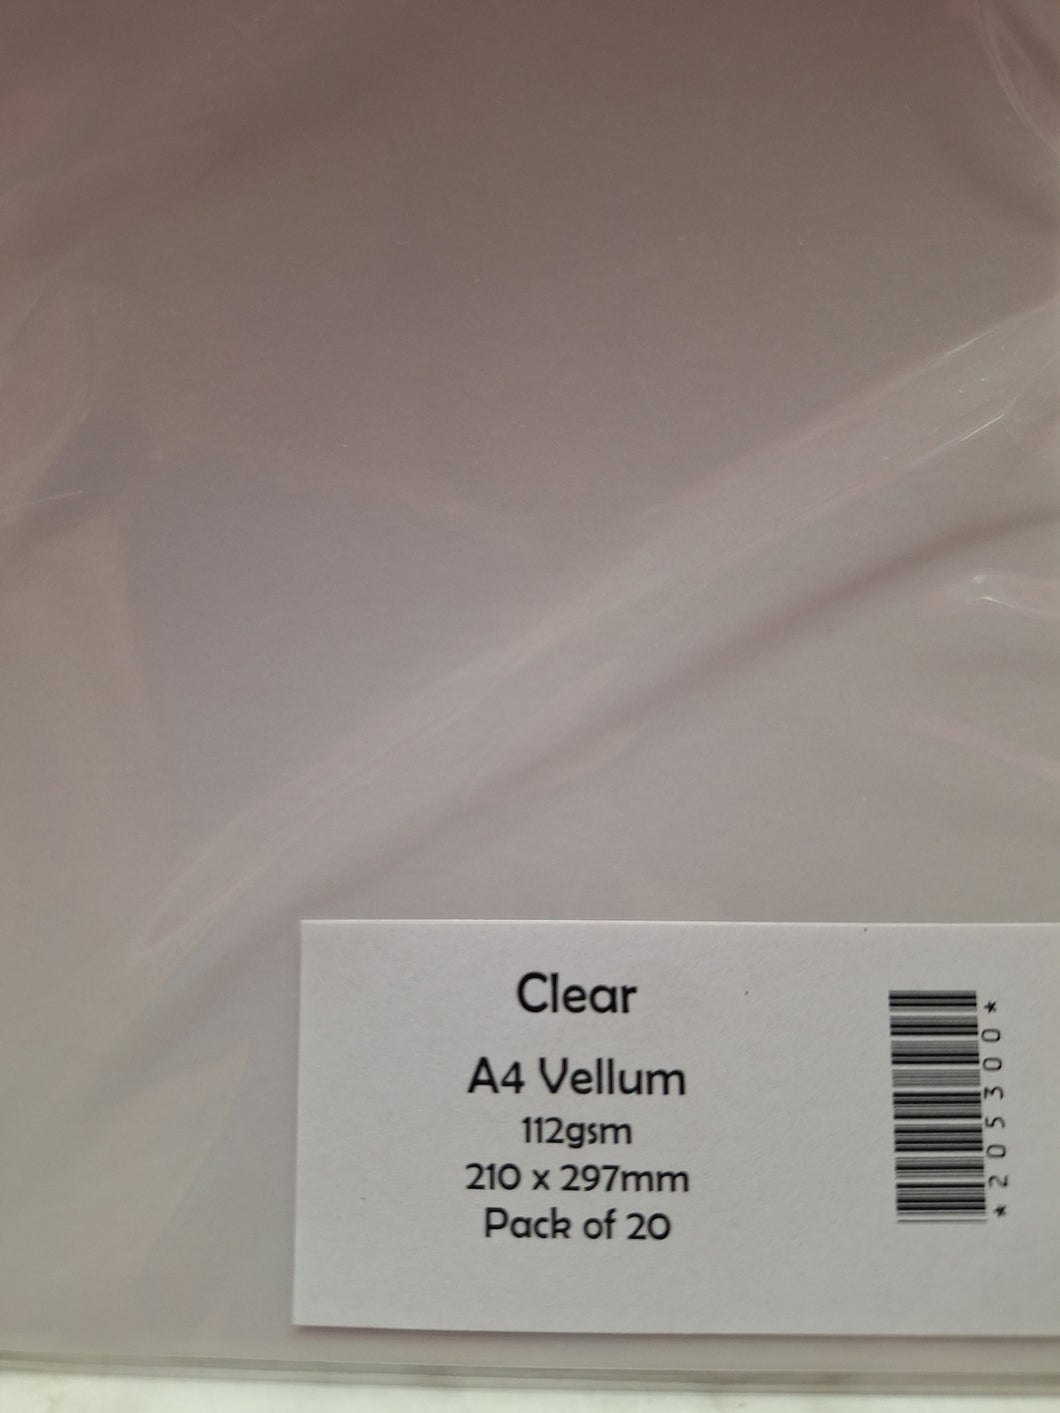 Clear
A4 Vellum
112gsm
210 x 297mm
Pack of 20
*205300*